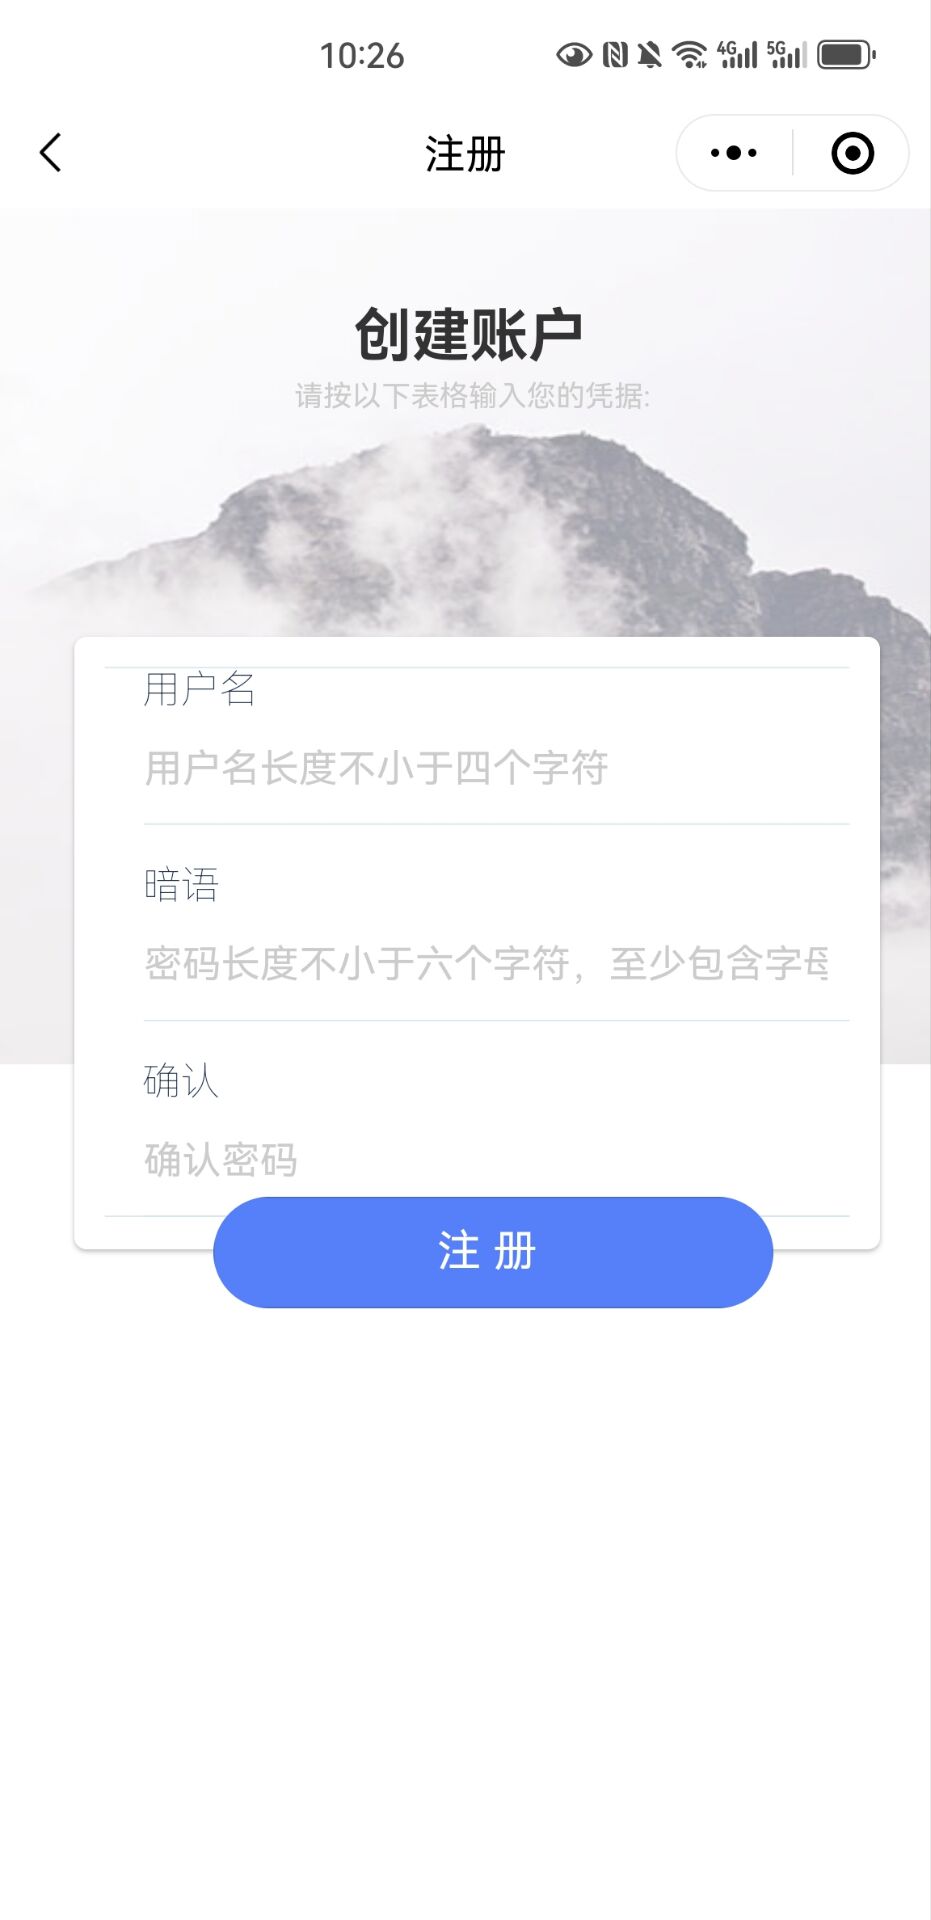 10:26
4G 5G
注册
创建账户
请按以下表格输入您的凭据:
用户名
用户名长度不小于四个字符
暗语
密码长度不小于六个字符，至少包含字母
确认
确认密码
注 册